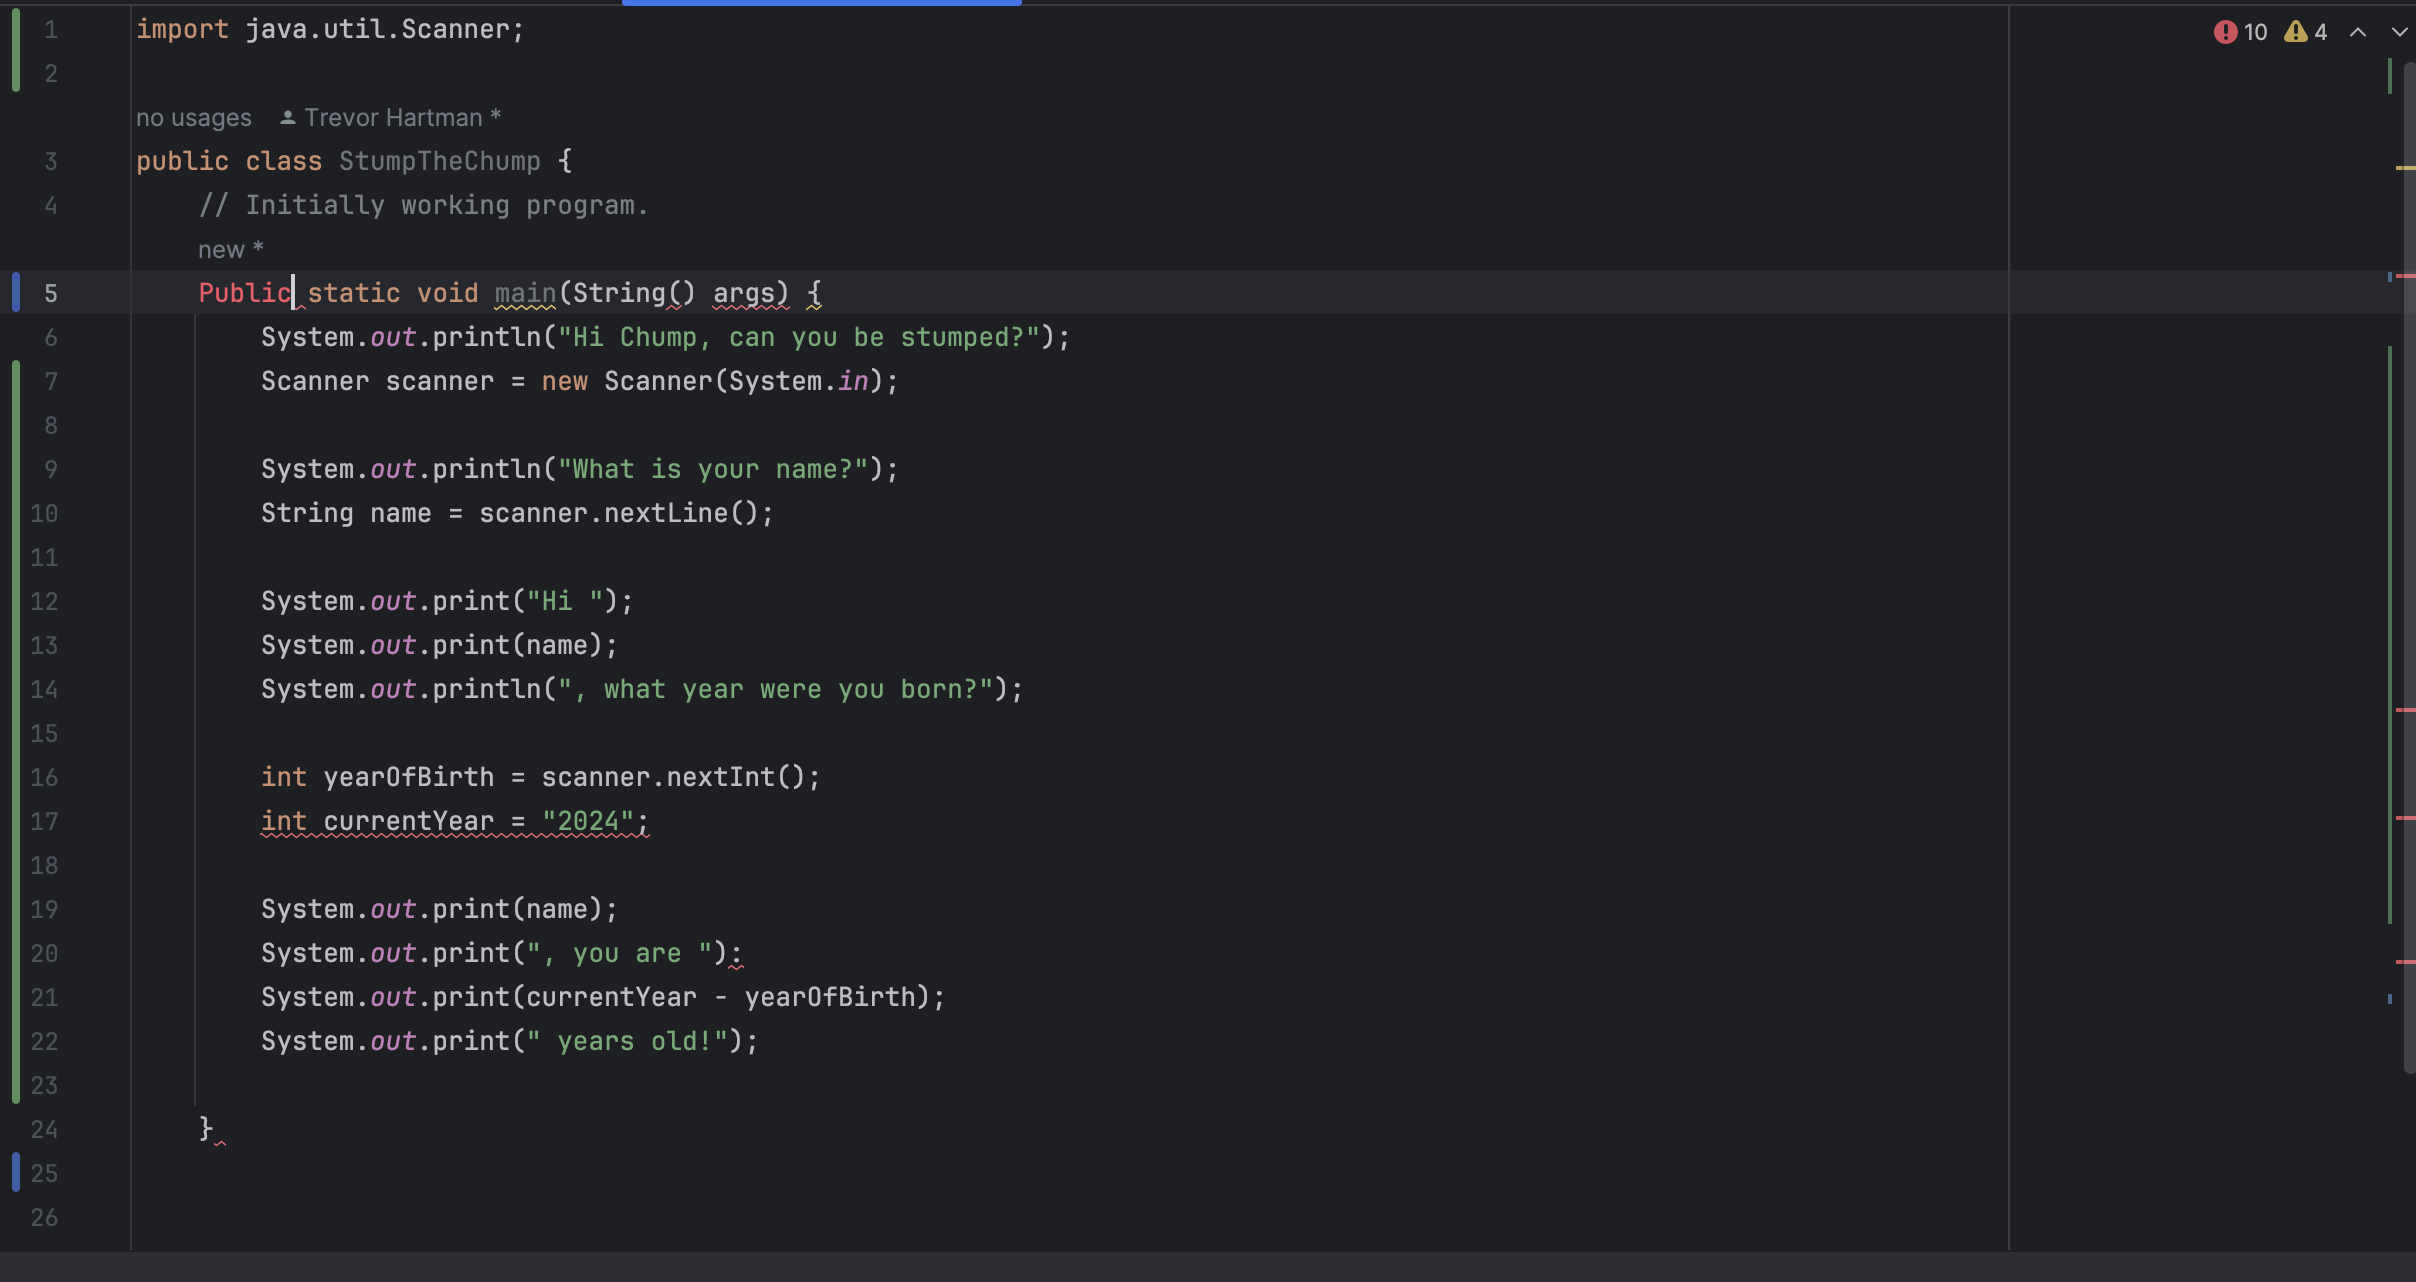 1 import java.util.Scanner; 10 4
2
no usages Trevor Hartman *
3 public class StumpTheChump {
4 // Initially working program.
new *
5 Public static void main(String() args) {
6 System.out.println("Hi Chump, can you be stumped?");
7 Scanner scanner = new Scanner(System.in);
8
9 System.out.println("What is your name?");
10 String name = scanner.nextLine();
11
12 System.out.print("Hi ");
13 System.out.print(name);
14 System.out.println(", what year were you born?");
15
16 int yearOfBirth = scanner.nextInt();
17 int currentYear = "2024";
18
19 System.out.print(name);
20 System.out.print(", you are "):
21 System.out.print(currentYear - yearOfBirth);
22 System.out.print(" years old!");
23
24 }
25
26